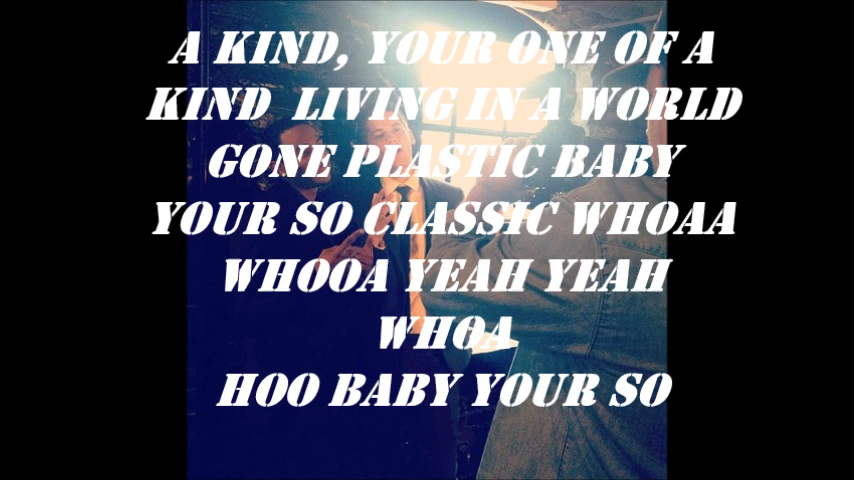 A KIND, YOUR ONE OF A
KIND LIVING IN A WORLD
GONE PLASTIC BABY
YOUR SO CLASSIC WHOAA
WHOOA YEAH YEAH
WHOA
HOO BABY YOUR SO